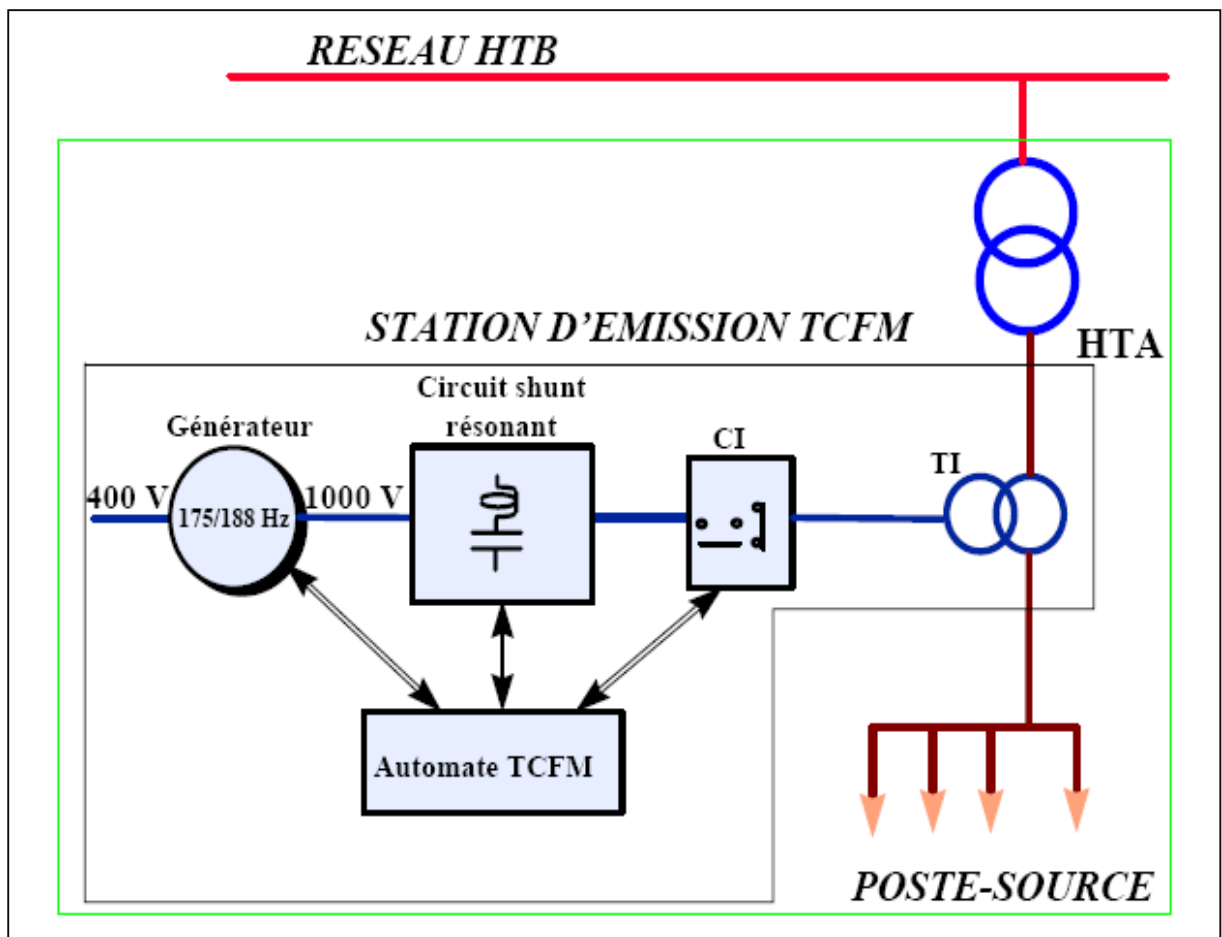 RESEAU HTB
STATION D'EMISSION TCFM
HTA
Circuit shunt
résonant
Générateur
CI
TI
400 V
175/188 Hz
1000 V
Automate TCFM
POSTE-SOURCE